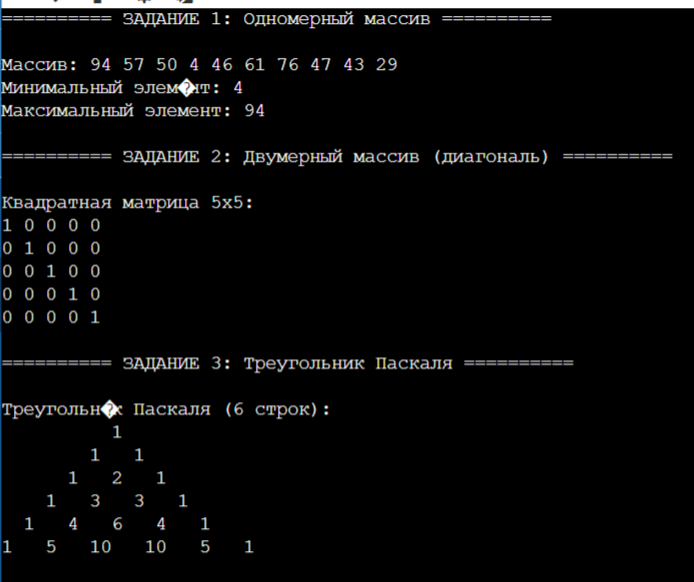 ========== ЗАДАНИЕ 1: Одномерный массив ==========
Массив: 94 57 50 4 46 61 76 47 43 29
Минимальный элем�нт: 4
Максимальный элемент: 94
========== ЗАДАНИЕ 2: Двумерный массив (диагональ) ==========
Квадратная матрица 5x5:
1 0 0 0 0
0 1 0 0 0
0 0 1 0 0
0 0 0 1 0
0 0 0 0 1
========== ЗАДАНИЕ 3: Треугольник Паскаля ==========
Треугольн�к Паскаля (6 строк):
1
1 1
1 2 1
1 3 3 1
1 4 6 4 1
1 5 10 10 5 1